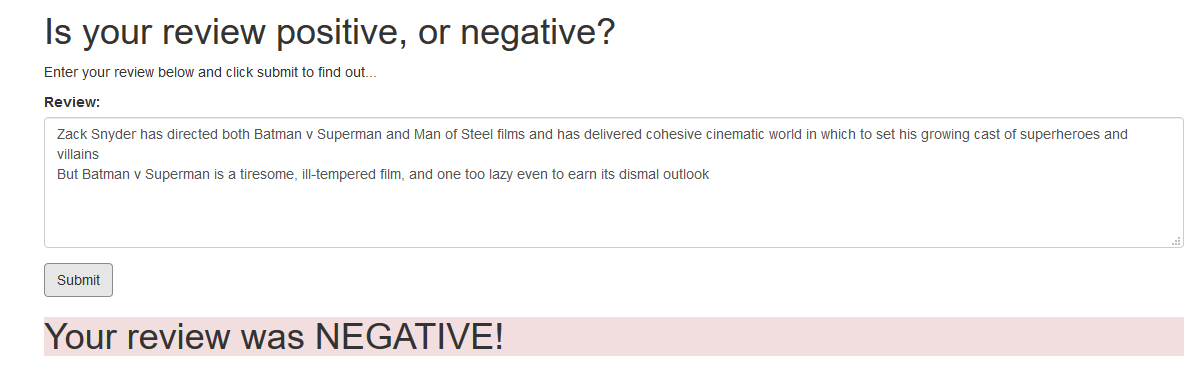 Is your review positive, or negative?
Enter your review below and click submit to find out...
Review:
Zack Snyder has directed both Batman v Superman and Man of Steel films and has delivered cohesive cinematic world in which to set his growing cast of superheroes and
villains
But Batman v Superman is a tiresome, ill-tempered film, and one too lazy even to earn its dismal outlook
Submit
Your review was NEGATIVE!